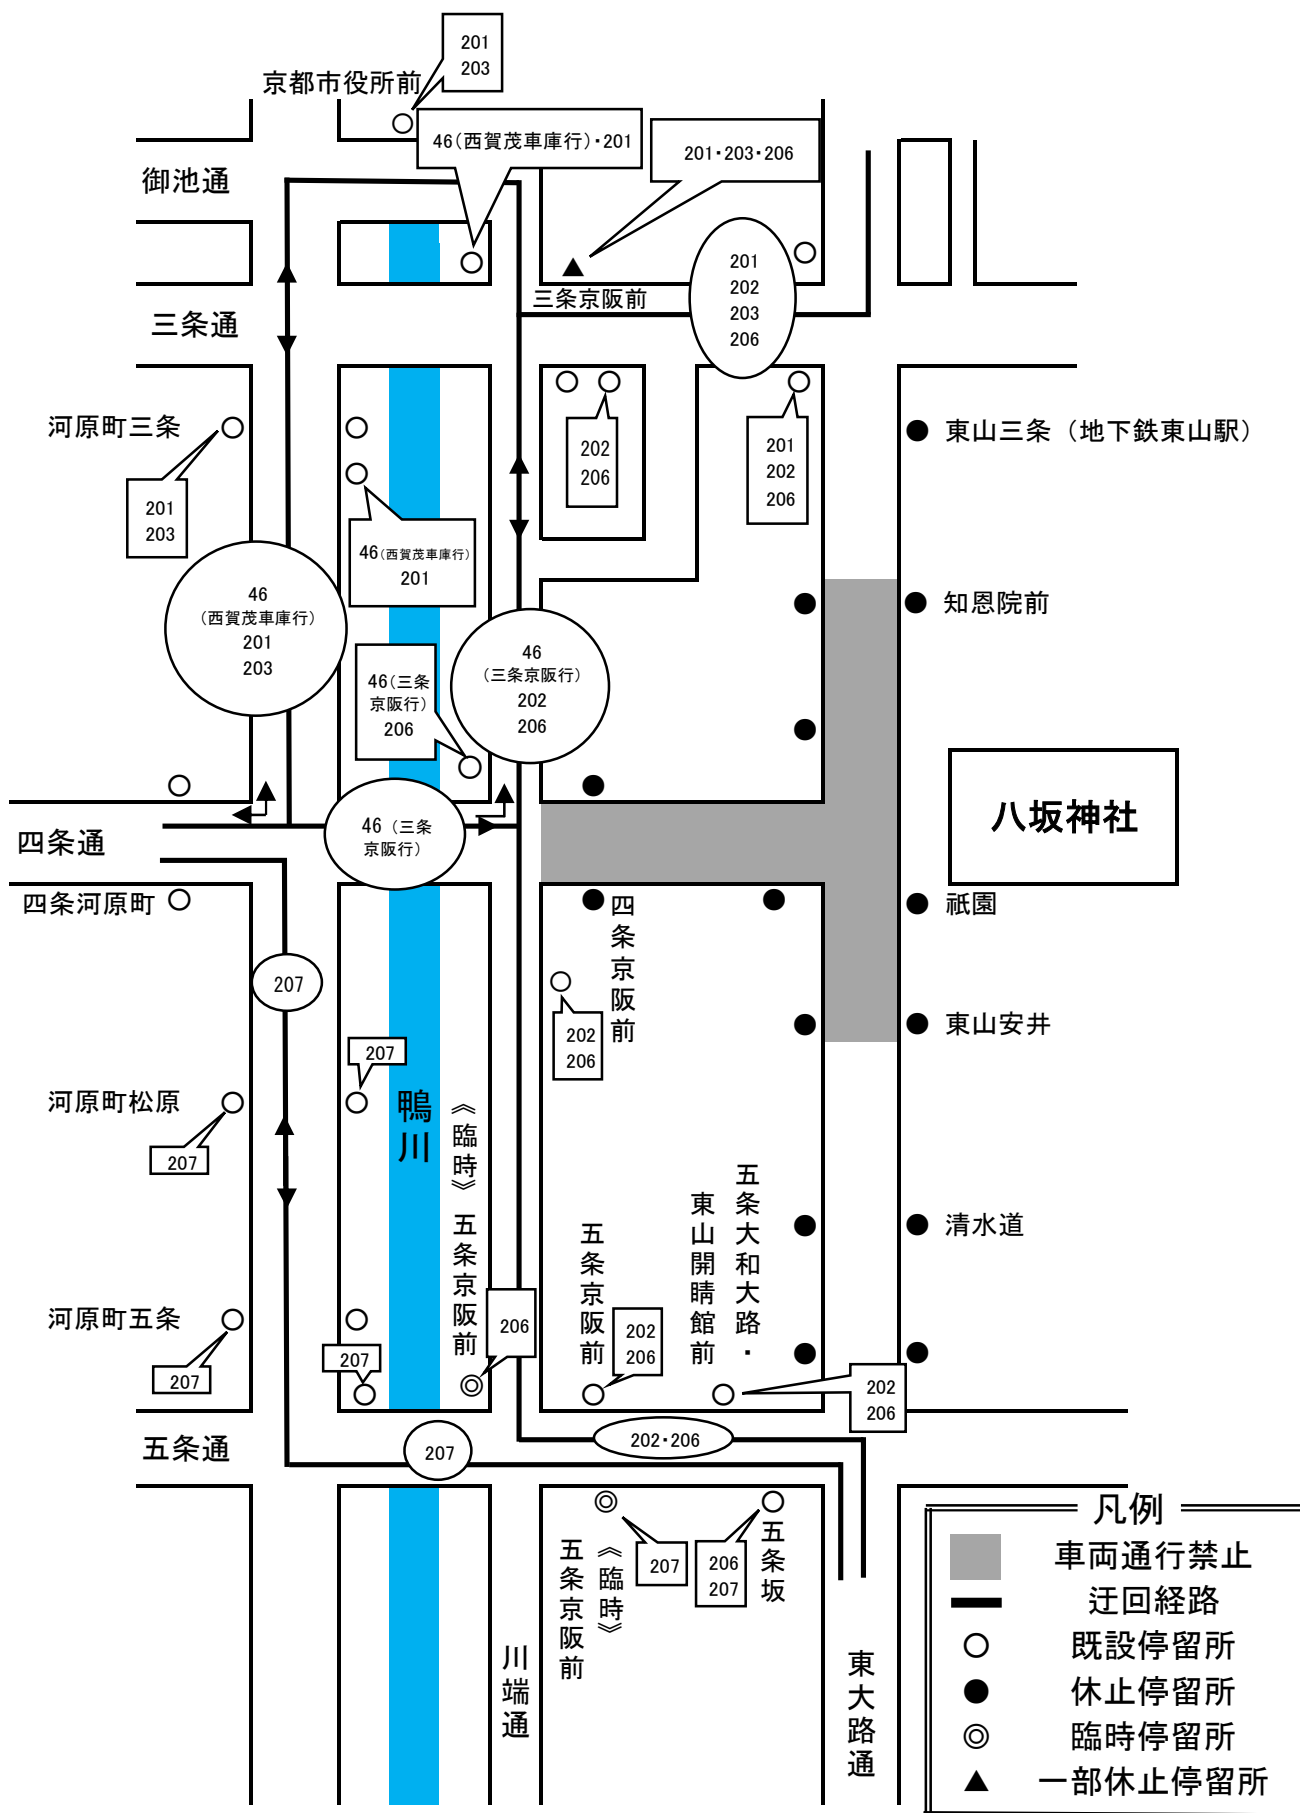 201
203
京都市役所前
46(西賀茂車庫行)・201
201・203・206
御池通
201
202
203
206
三条京阪前
三条通
河原町三条
201
203
202
206
201
202
206
東山三条（地下鉄東山駅）
46(西賀茂車庫行)
201
46
(西賀茂車庫行)
201
203
知恩院前
46(三条
京阪行)
206
46
(三条京阪行)
202
206
八坂神社
四条通
46（三条
京阪行）
四条河原町
四条京阪前
祇園
207
202
206
東山安井
207
河原町松原
207
鴨川
《臨時》五条京阪前
206
五条京阪前
202
206
東山開睛館前
五条大和大路・
清水道
河原町五条
207
207
202
206
五条通
207
202・206
五条京阪前
《臨時》
207
206
207
五条坂
川端通
東大路通
凡例
車両通行禁止
迂回経路
既設停留所
休止停留所
臨時停留所
一部休止停留所